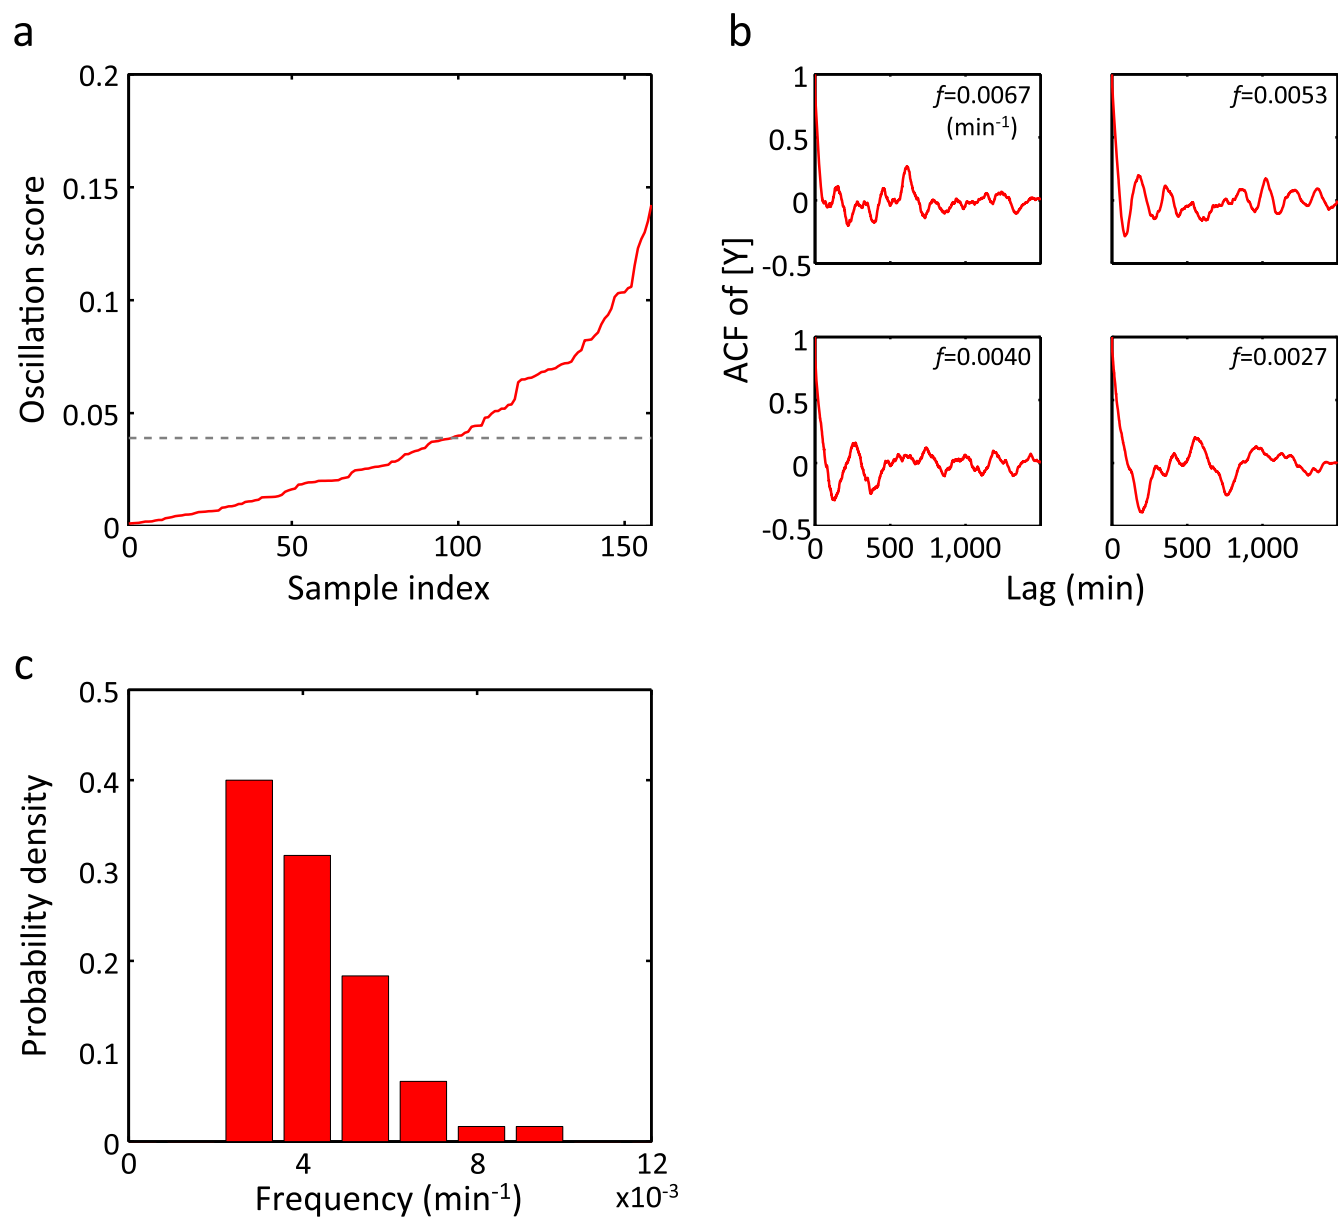 a
Oscillation score
0.2
0.15
0.1
0.05
0
0
50
100
150
Sample index
b
ACF of [Y]
1
0.5
0
-0.5
f=0.0067
(min⁻¹)
f=0.0053
1
0.5
0
-0.5
f=0.0040
f=0.0027
0
500
1,000
0
500
1,000
Lag (min)
c
Probability density
0.5
0.4
0.3
0.2
0.1
0
0
4
8
12
x10⁻³
Frequency (min⁻¹)